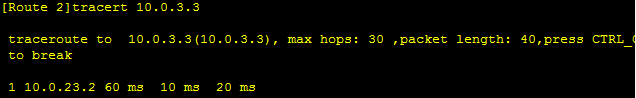 [Route 2]tracert 10.0.3.3
traceroute to  10.0.3.3(10.0.3.3), max hops: 30 ,packet length: 40,press CTRL_
to break
1 10.0.23.2 60 ms  10 ms  20 ms